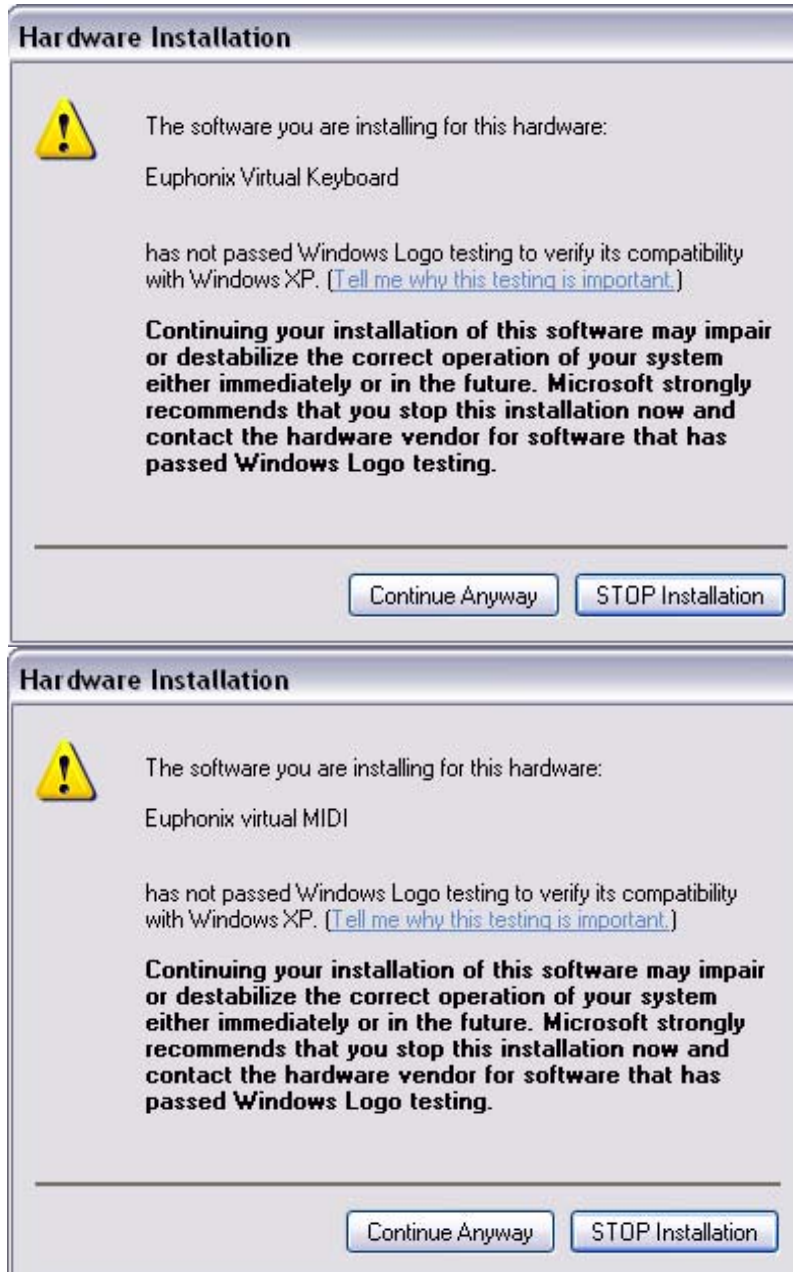 Hardware Installation
The software you are installing for this hardware:
Euphonix Virtual Keyboard
has not passed Windows Logo testing to verify its compatibility
with Windows XP. (Tell me why this testing is important.)
Continuing your installation of this software may impair
or destabilize the correct operation of your system
either immediately or in the future. Microsoft strongly
recommends that you stop this installation now and
contact the hardware vendor for software that has
passed Windows Logo testing.
Continue Anyway STOP Installation
Hardware Installation
The software you are installing for this hardware:
Euphonix virtual MIDI
has not passed Windows Logo testing to verify its compatibility
with Windows XP. (Tell me why this testing is important.)
Continuing your installation of this software may impair
or destabilize the correct operation of your system
either immediately or in the future. Microsoft strongly
recommends that you stop this installation now and
contact the hardware vendor for software that has
passed Windows Logo testing.
Continue Anyway STOP Installation